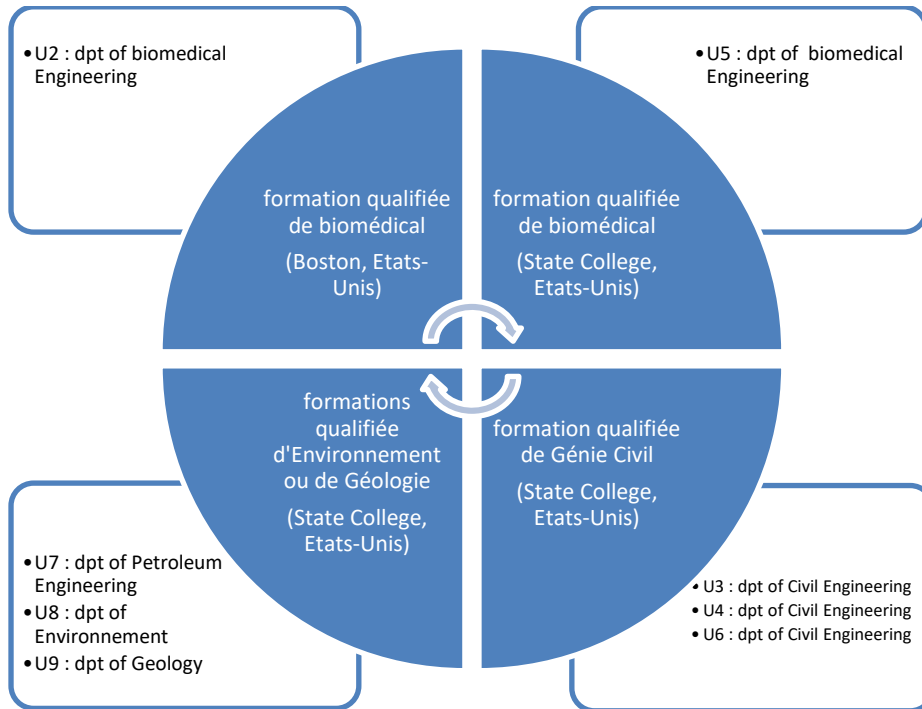 •U2 : dpt of biomedical
Engineering
•U5 : dpt of  biomedical
Engineering
formation qualifiée
de biomédical
(Boston, Etats-
Unis)
formation qualifiée
de biomédical
(State College,
Etats-Unis)
formations
qualifiée
d'Environnement
ou de Géologie
(State College,
Etats-Unis)
formation qualifiée
de Génie Civil
(State College,
Etats-Unis)
•U7 : dpt of Petroleum
Engineering
•U8 : dpt of
Environnement
•U9 : dpt of Geology
•U3 : dpt of Civil Engineering
•U4 : dpt of Civil Engineering
•U6 : dpt of Civil Engineering